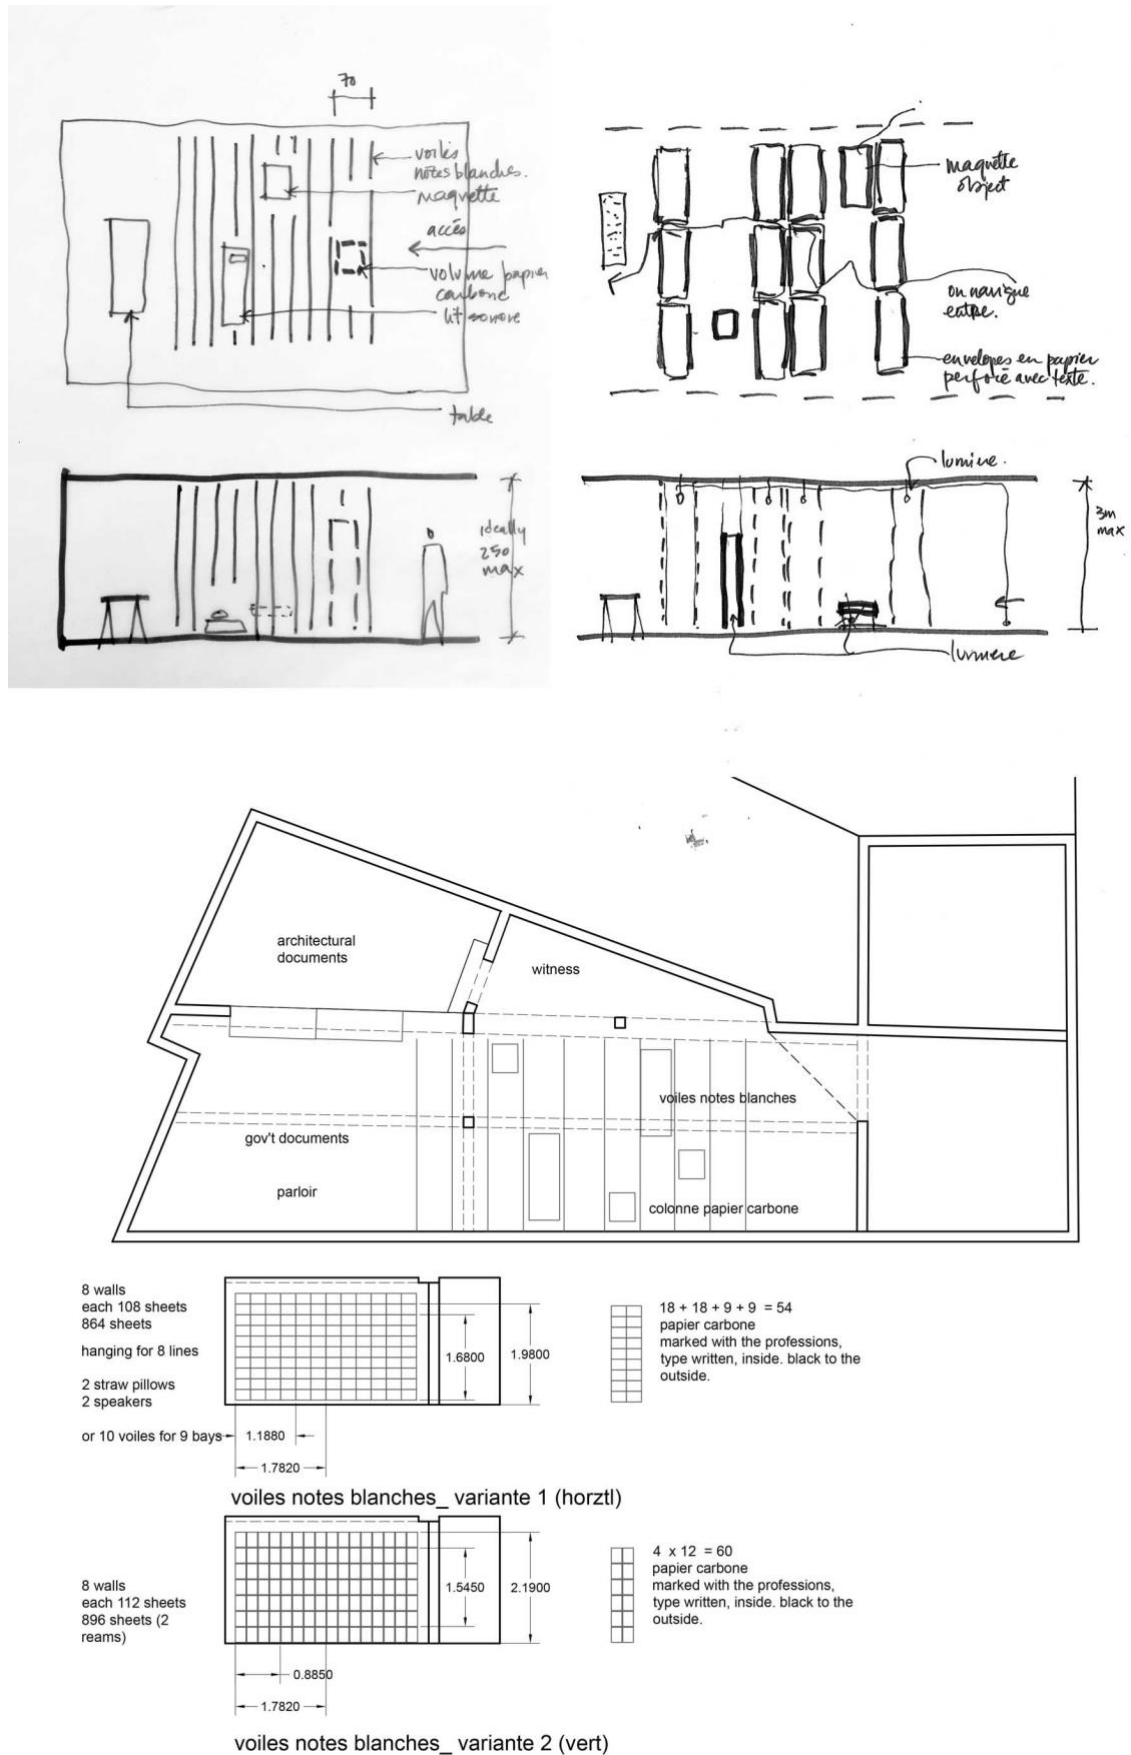 70
voiles
notes blanches.
maquette
accés
volume papier
carbone
lit sonore
table
maquette
object
on navigue
entre.
envelopes en papier
perforé avec texte.
ideally
250
max
lumiere.
3m
max
lumiere
architectural
documents
witness
voiles notes blanches
gov't documents
parloir
colonne papier carbone
8 walls
each 108 sheets
864 sheets
hanging for 8 lines
2 straw pillows
2 speakers
or 10 voiles for 9 bays
1.6800
1.9800
1.1880
1.7820
18 + 18 + 9 + 9 = 54
papier carbone
marked with the professions,
type written, inside. black to the
outside.
voiles notes blanches_ variante 1 (horztl)
8 walls
each 112 sheets
896 sheets (2
reams)
1.5450
2.1900
0.8850
1.7820
4 x 12 = 60
papier carbone
marked with the professions,
type written, inside. black to the
outside.
voiles notes blanches_ variante 2 (vert)